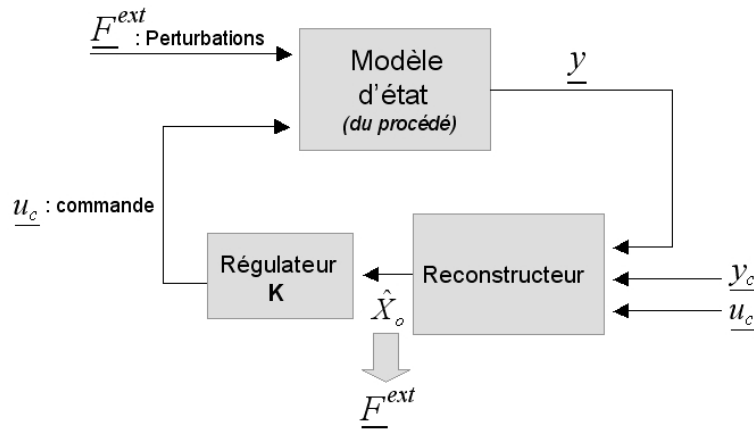 F^ext : Perturbations
Modèle
d'état
(du procédé)
y
u_c : commande
Régulateur
K
X̂_o
Reconstructeur
y_c
u_c
F^ext